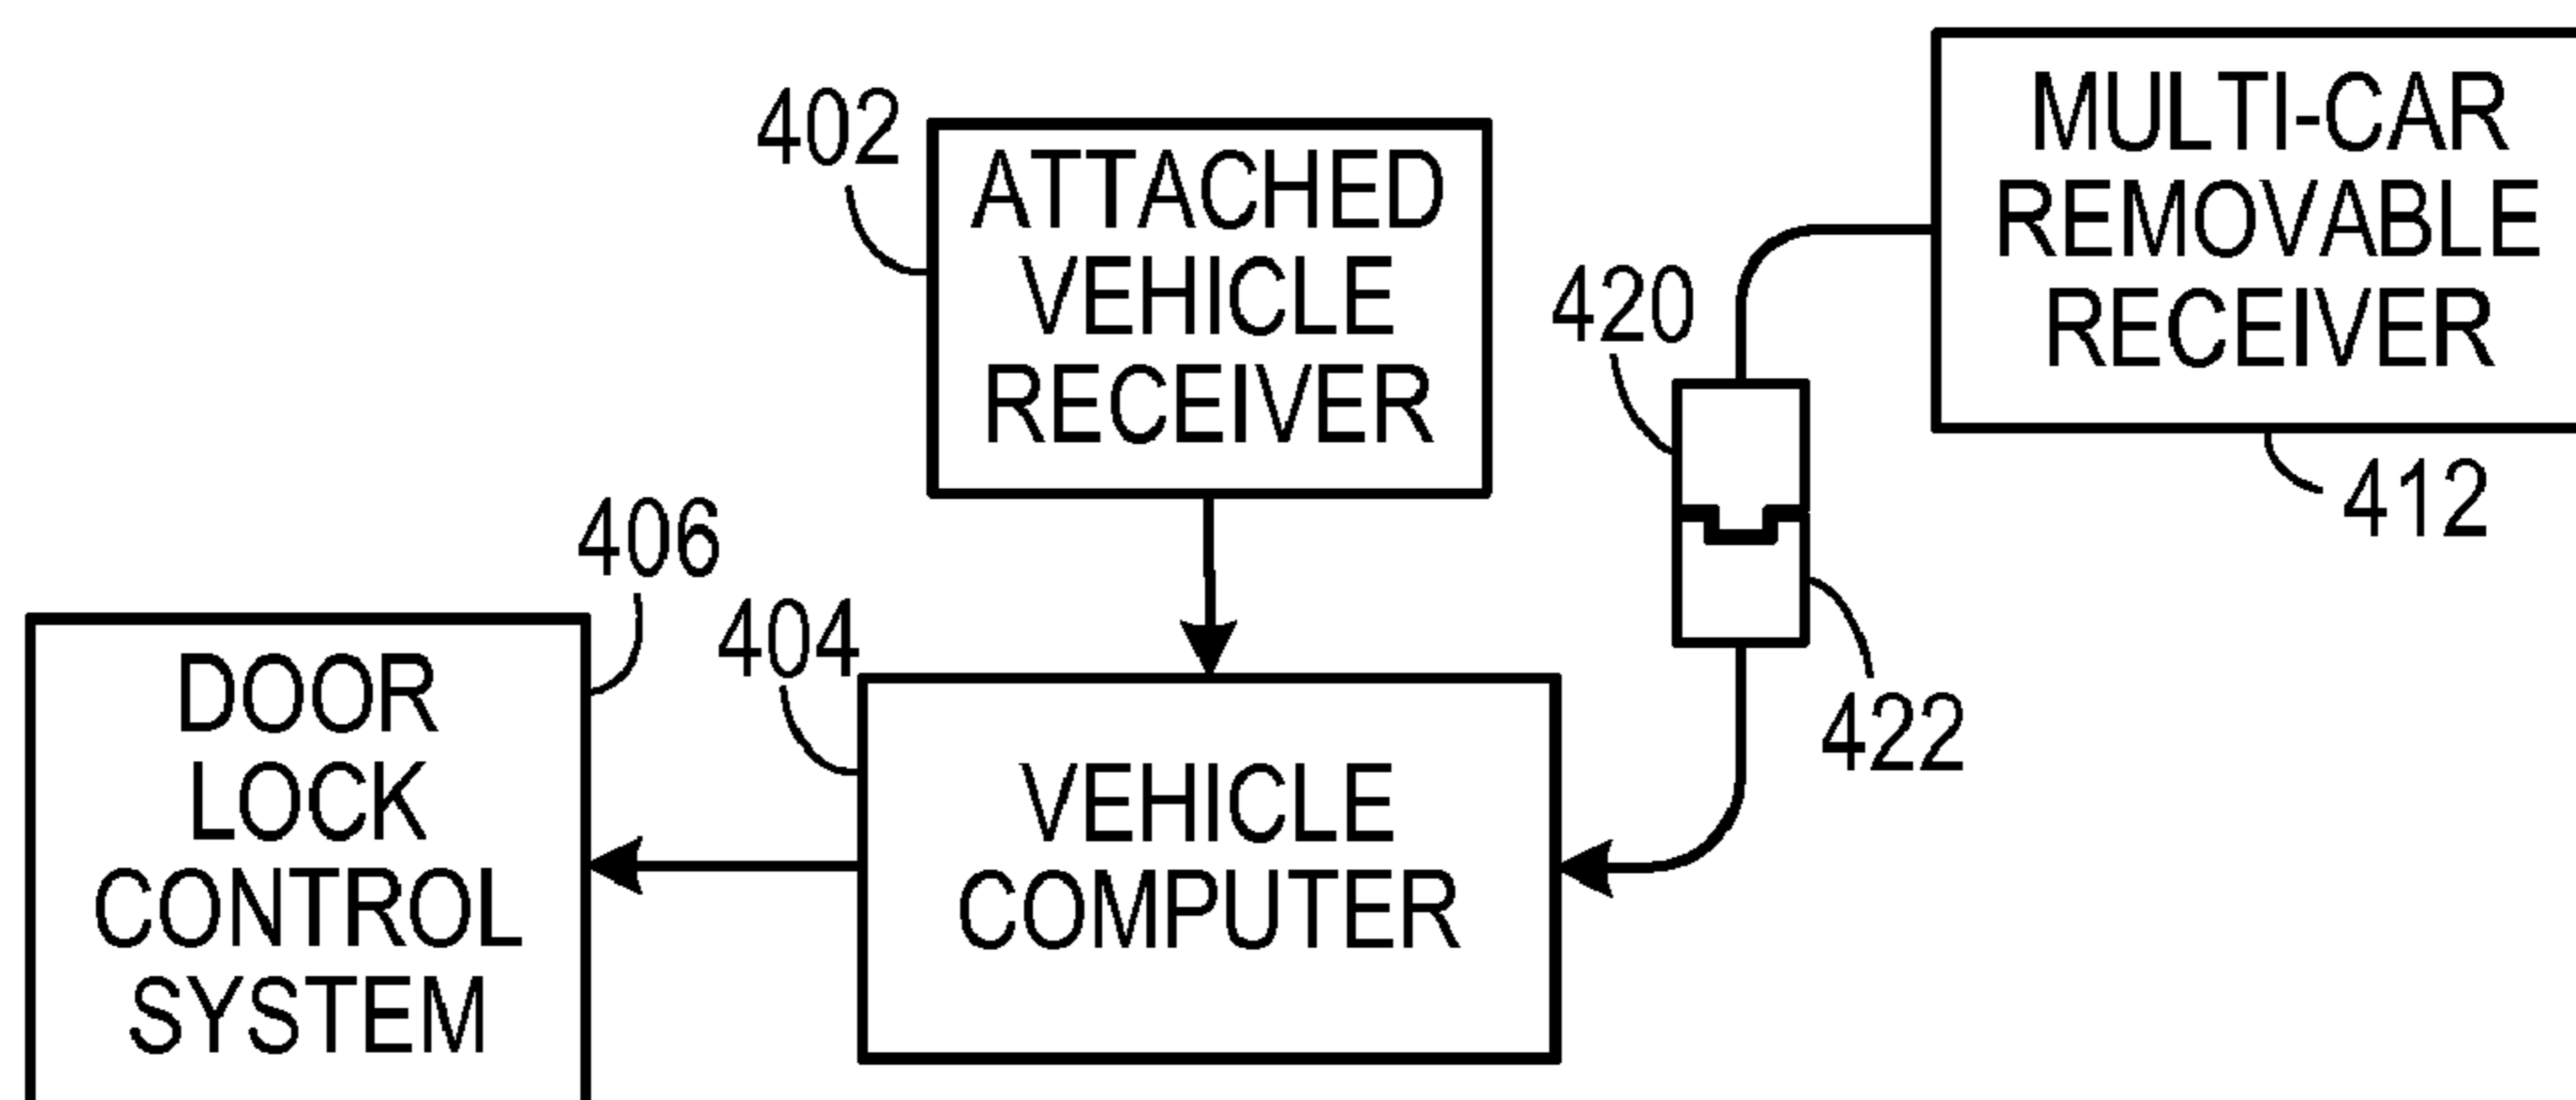 402
ATTACHED
VEHICLE
RECEIVER
MULTI-CAR
REMOVABLE
RECEIVER
412
420
422
406
DOOR
LOCK
CONTROL
SYSTEM
404
VEHICLE
COMPUTER